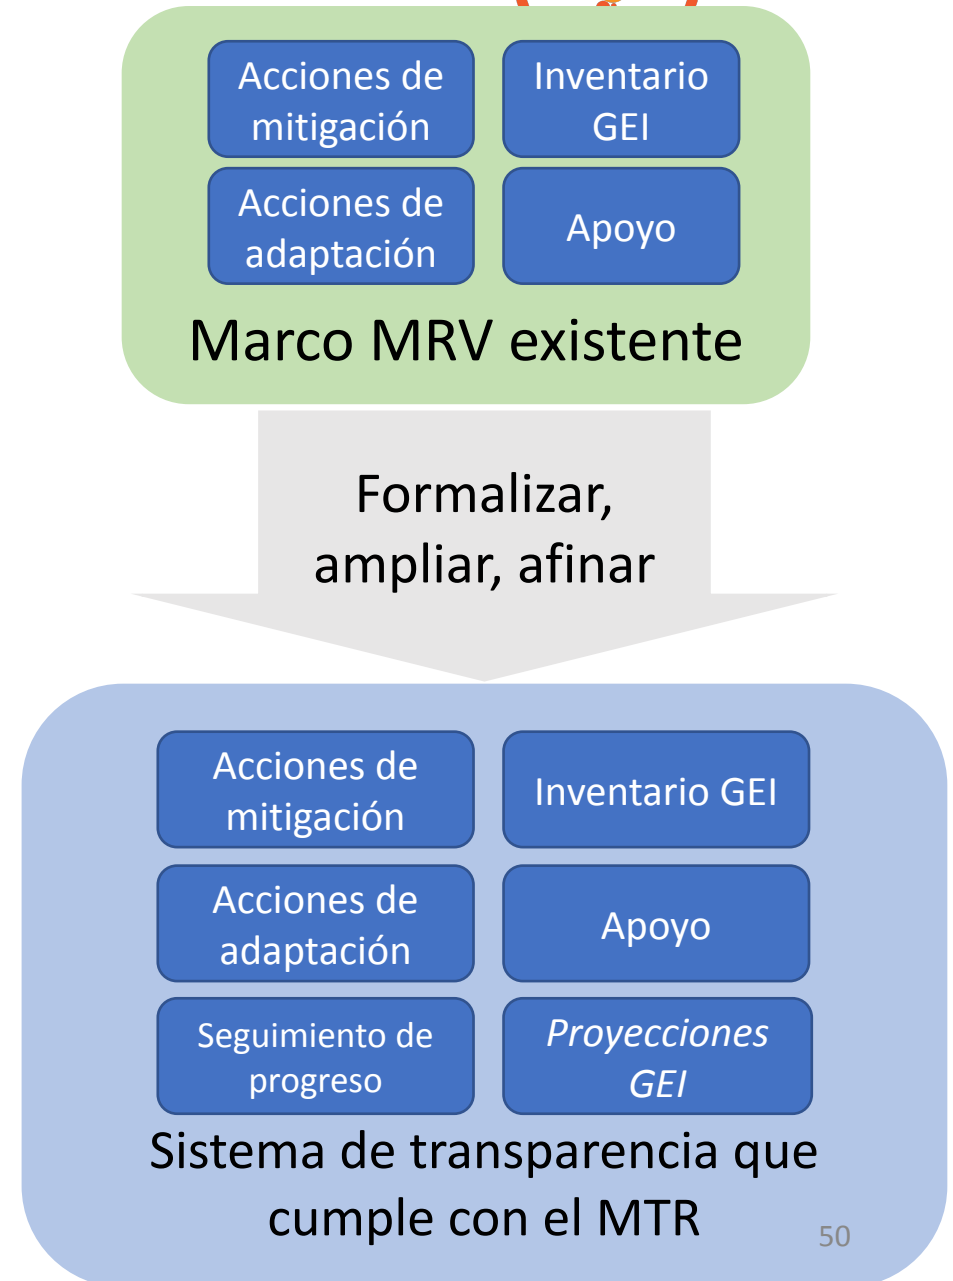 Acciones de
mitigación
Inventario
GEI
Acciones de
adaptación
Apoyo
Marco MRV existente
Formalizar,
ampliar, afinar
Acciones de
mitigación
Inventario GEI
Acciones de
adaptación
Apoyo
Seguimiento de
progreso
Proyecciones
GEI
Sistema de transparencia que
cumple con el MTR
50